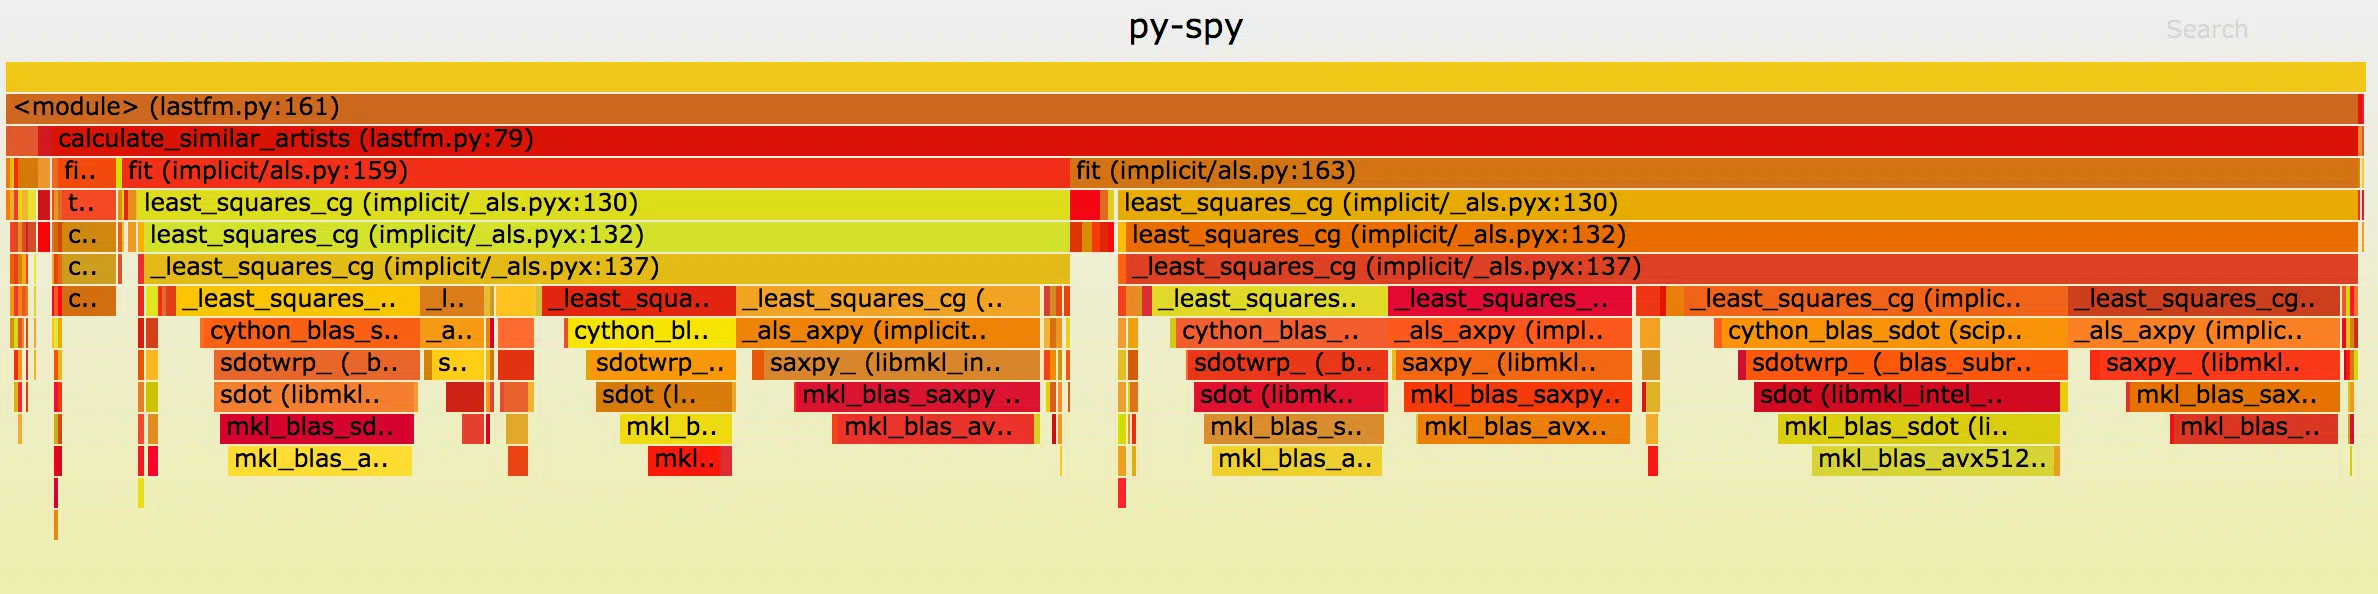 py-spy
Search
<module> (lastfm.py:161)
calculate_similar_artists (lastfm.py:79)
fi.. fit (implicit/als.py:159) fit (implicit/als.py:163)
t.. least_squares_cg (implicit/_als.pyx:130) least_squares_cg (implicit/_als.pyx:130)
c.. least_squares_cg (implicit/_als.pyx:132) least_squares_cg (implicit/_als.pyx:132)
c.. _least_squares_cg (implicit/_als.pyx:137) _least_squares_cg (implicit/_als.pyx:137)
c.. _least_squares_.. _l.. _least_squa.. _least_squares_cg (.. _least_squares.. _least_squares_.. _least_squares_cg (implic.. _least_squares_cg..
cython_blas_s.. _a.. cython_bl.. _als_axpy (implicit.. cython_blas_.. _als_axpy (impl.. cython_blas_sdot (scip.. _als_axpy (implic..
sdotwrp_ (_b.. s.. sdotwrp_.. saxpy_ (libmkl_in.. sdotwrp_ (_b.. saxpy_ (libmkl.. sdotwrp_ (_blas_subr.. saxpy_ (libmkl..
sdot (libmkl.. sdot (l.. mkl_blas_saxpy .. sdot (libmk.. mkl_blas_saxpy.. sdot (libmkl_intel_.. mkl_blas_sax..
mkl_blas_sd.. mkl_b.. mkl_blas_av.. mkl_blas_s.. mkl_blas_avx.. mkl_blas_sdot (li.. mkl_blas_..
mkl_blas_a.. mkl.. mkl_blas_a.. mkl_blas_avx512..